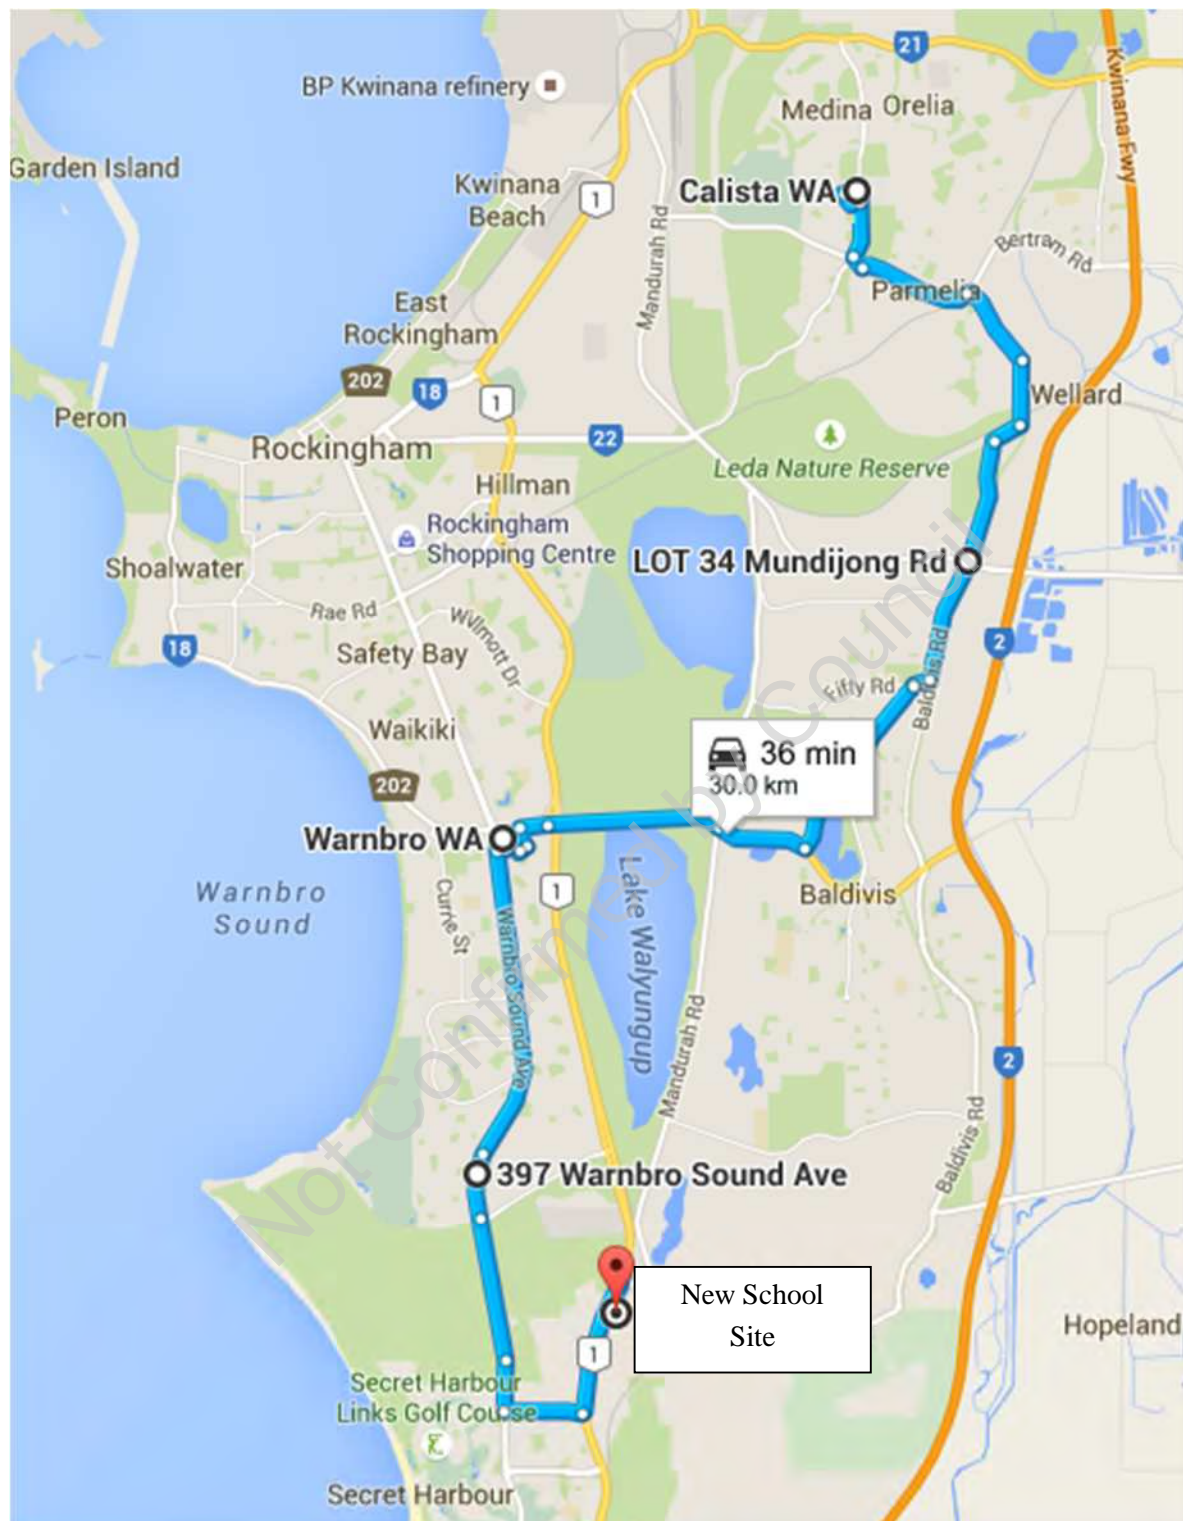 21
BP Kwinana refinery
Medina
Orelia
Kwinana Fwy
Garden Island
Kwinana
Beach
1
Calista WA
Mandurah Rd
Bertram Rd
Parmelia
East
Rockingham
202
18
1
Wellard
Peron
22
Rockingham
Leda Nature Reserve
Hillman
Rockingham
Shopping Centre
LOT 34 Mundijong Rd
Shoalwater
Rae Rd
Willmott Dr
18
Safety Bay
2
Fifty Rd
Baldivis Rd
Waikiki
36 min
30.0 km
202
Warnbro WA
Warnbro
Sound
Currie St
1
Lake Walyungup
Baldivis
Warnbro Sound Ave
Mandurah Rd
2
Baldivis Rd
397 Warnbro Sound Ave
New School
Site
1
Hopeland
Secret Harbour
Links Golf Course
Secret Harbour
Not Confirmed by Council